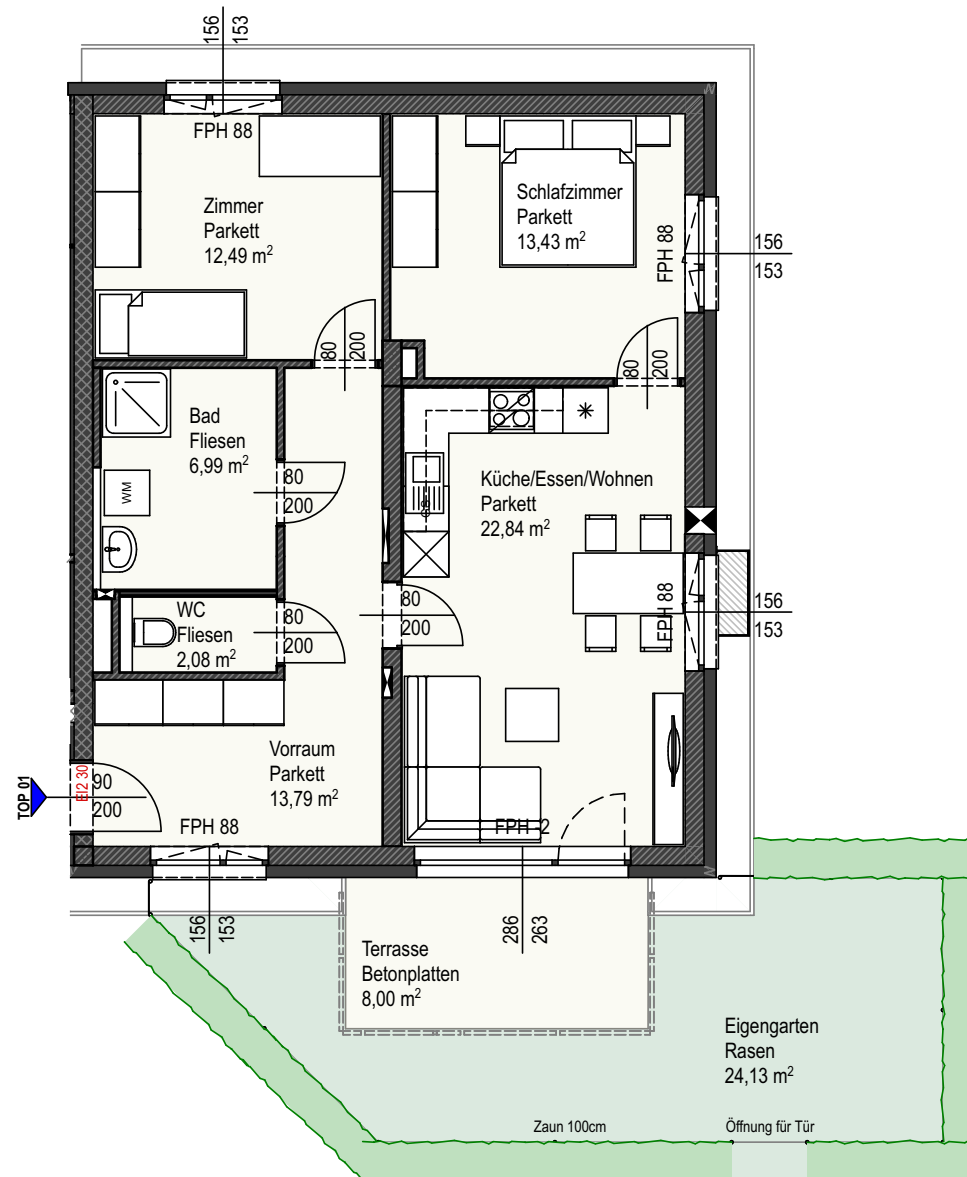 156
153
FPH 88
Zimmer
Parkett
12,49 m²
Schlafzimmer
Parkett
13,43 m²
FPH 88
156
153
80
200
80
200
Bad
Fliesen
6,99 m²
WM
80
200
Küche/Essen/Wohnen
Parkett
22,84 m²
WC
Fliesen
2,08 m²
80
200
80
200
FPH 88
156
153
Vorraum
Parkett
13,79 m²
TOP 01
EI2 30
90
200
FPH 88
FPH -2
156
153
286
263
Terrasse
Betonplatten
8,00 m²
Eigengarten
Rasen
24,13 m²
Zaun 100cm
Öffnung für Tür